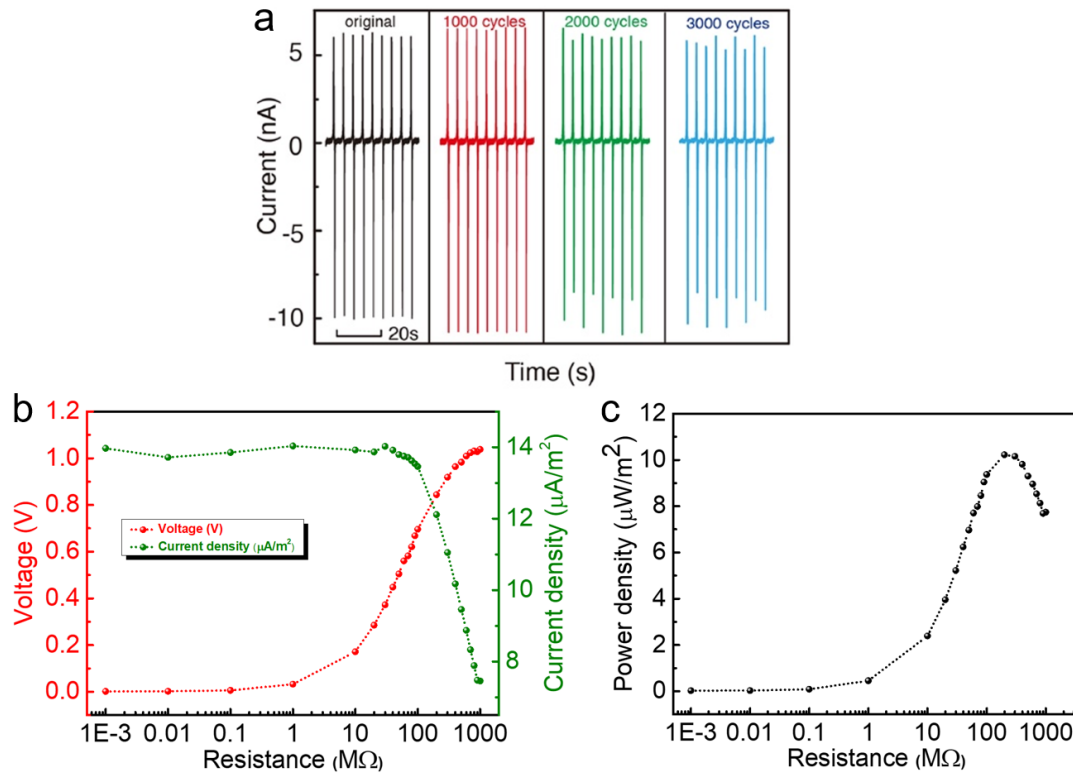 a
original
1000 cycles
2000 cycles
3000 cycles
Current (nA)
5
0
-5
-10
20s
Time (s)
b
Voltage (V)
1.2
1.0
0.8
0.6
0.4
0.2
0.0
Voltage (V)
Current density (μA/m²)
14
12
10
8
Current density (μA/m²)
1E-3 0.01 0.1 1 10 100 1000
Resistance (MΩ)
c
Power density (μW/m²)
12
10
8
6
4
2
0
1E-3 0.01 0.1 1 10 100 1000
Resistance (MΩ)